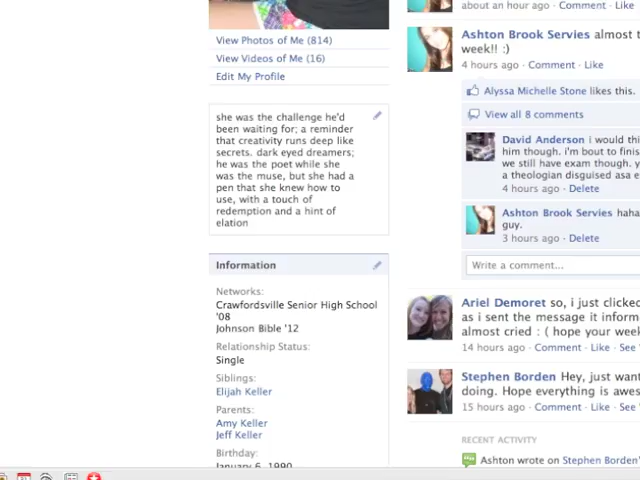 View Photos of Me (814)
View Videos of Me (16)
Edit My Profile
she was the challenge he'd
been waiting for; a reminder
that creativity runs deep like
secrets. dark eyed dreamers;
he was the poet while she
was the muse, but she had a
pen that she knew how to
use, with a touch of
redemption and a hint of
elation
Information
Networks:
Crawfordsville Senior High School
'08
Johnson Bible '12
Relationship Status:
Single
Siblings:
Elijah Keller
Parents:
Amy Keller
Jeff Keller
Birthday:
January 6, 1990
about an hour ago · Comment · Like
Ashton Brook Servies almost t
week!! :)
4 hours ago · Comment · Like
Alyssa Michelle Stone likes this.
View all 8 comments
David Anderson i would thi
him though. i'm bout to finis
we still have exam though. y
a theologian disguised asa e
4 hours ago · Delete
Ashton Brook Servies haha
guy.
3 hours ago · Delete
Write a comment...
Ariel Demoret so, i just clicked
as i sent the message it inform
almost cried : ( hope your week
14 hours ago · Comment · Like · See
Stephen Borden Hey, just want
doing. Hope everything is awes
15 hours ago · Comment · Like · See
RECENT ACTIVITY
Ashton wrote on Stephen Borden'